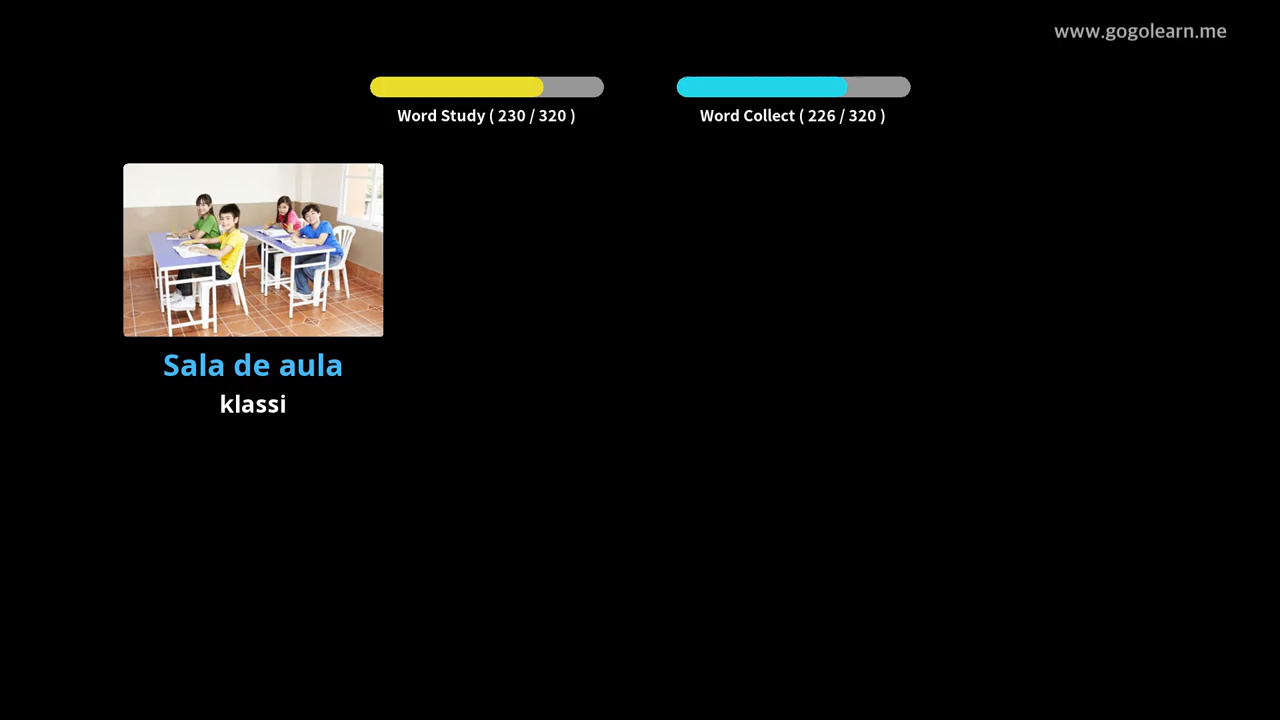 www.gogolearn.me
Word Study ( 230 / 320 )
Word Collect ( 226 / 320 )
Sala de aula
klassi